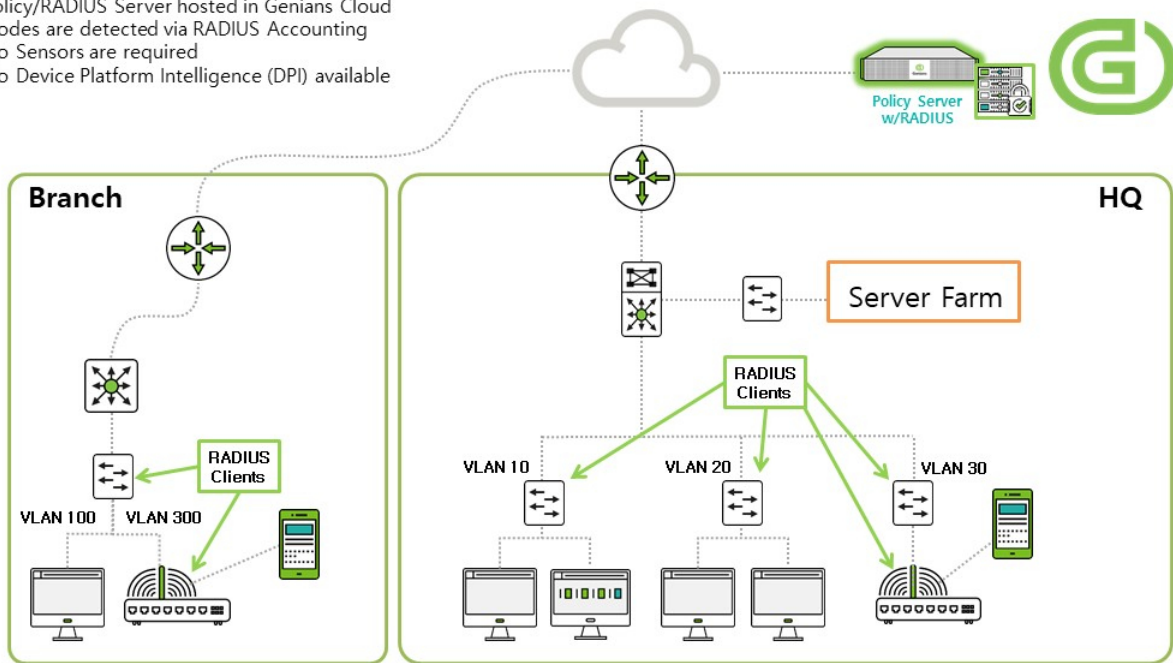 olicy/RADIUS Server hosted in Genians Cloud
odes are detected via RADIUS Accounting
o Sensors are required
o Device Platform Intelligence (DPI) available
Policy Server
w/RADIUS
Branch
HQ
Server Farm
RADIUS
Clients
VLAN 10
VLAN 20
VLAN 30
RADIUS
Clients
VLAN 100
VLAN 300